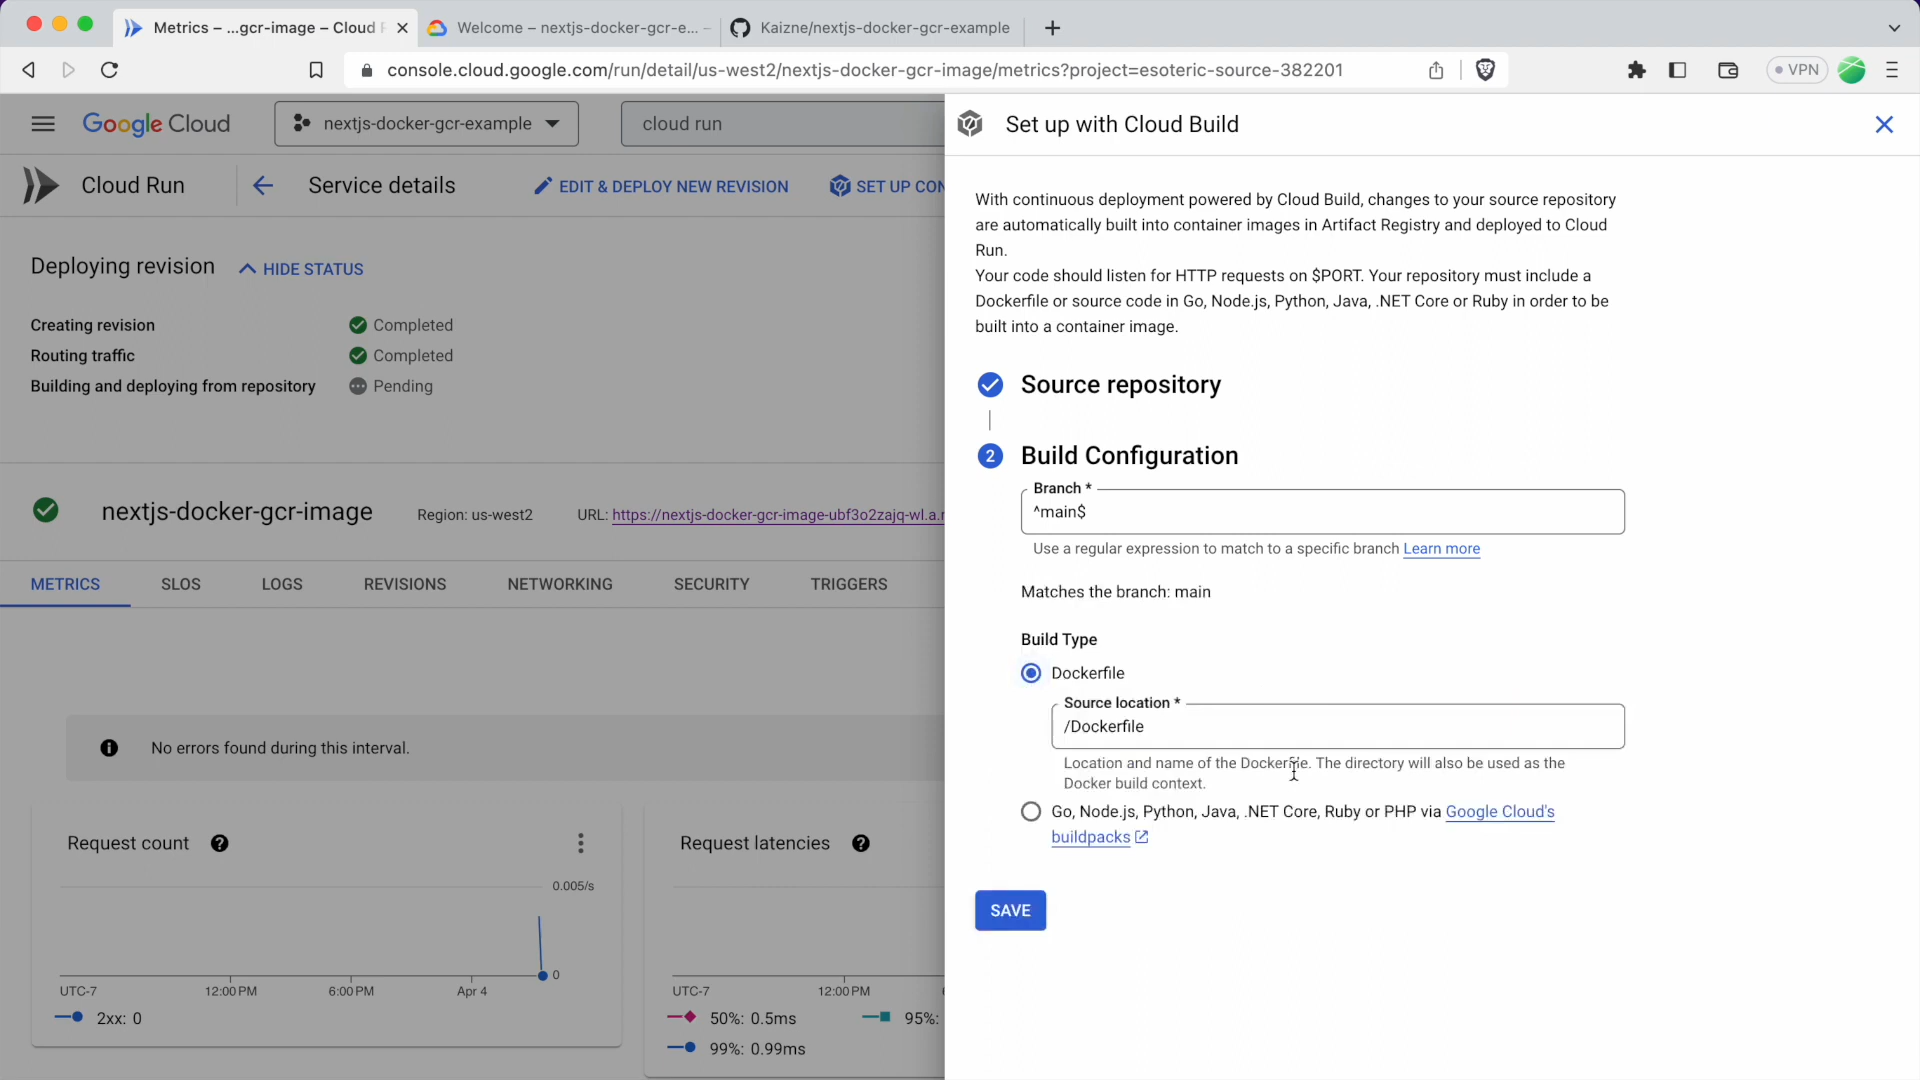 Metrics – ...gcr-image – Cloud
Welcome – nextjs-docker-gcr-e...
Kaizne/nextjs-docker-gcr-example
console.cloud.google.com/run/detail/us-west2/nextjs-docker-gcr-image/metrics?project=esoteric-source-382201
VPN
Google Cloud
nextjs-docker-gcr-example
cloud run
Cloud Run
Service details
EDIT & DEPLOY NEW REVISION
SET UP CON
Deploying revision
HIDE STATUS
Creating revision
Completed
Routing traffic
Completed
Building and deploying from repository
Pending
nextjs-docker-gcr-image
Region: us-west2
URL: https://nextjs-docker-gcr-image-ubf3o2zajq-wl.a.r
METRICS
SLOS
LOGS
REVISIONS
NETWORKING
SECURITY
TRIGGERS
No errors found during this interval.
Request count
0.005/s
0
UTC-7
12:00 PM
6:00 PM
Apr 4
2xx: 0
Request latencies
UTC-7
12:00 PM
50%: 0.5ms
95%:
99%: 0.99ms
Set up with Cloud Build
With continuous deployment powered by Cloud Build, changes to your source repository
are automatically built into container images in Artifact Registry and deployed to Cloud
Run.
Your code should listen for HTTP requests on $PORT. Your repository must include a
Dockerfile or source code in Go, Node.js, Python, Java, .NET Core or Ruby in order to be
built into a container image.
Source repository
2
Build Configuration
Branch *
^main$
Use a regular expression to match to a specific branch Learn more
Matches the branch: main
Build Type
Dockerfile
Source location *
/Dockerfile
Location and name of the Dockerfile. The directory will also be used as the
Docker build context.
Go, Node.js, Python, Java, .NET Core, Ruby or PHP via Google Cloud's
buildpacks
SAVE